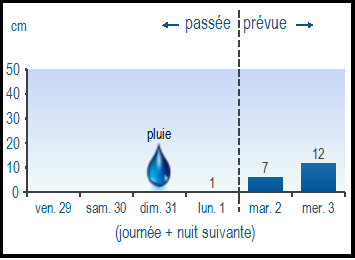 ← passée prévue →
cm
50
40
30
20
10
0
pluie
1
7
12
ven. 29 sam. 30 dim. 31 lun. 1 mar. 2 mer. 3
(journée + nuit suivante)